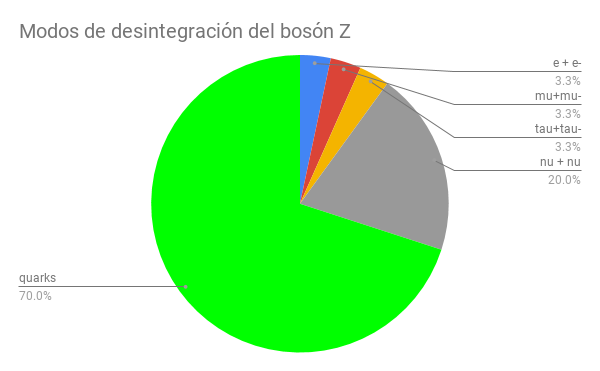 Modos de desintegración del bosón Z
e + e-
3.3%
mu+mu-
3.3%
tau+tau-
3.3%
nu + nu
20.0%
quarks
70.0%